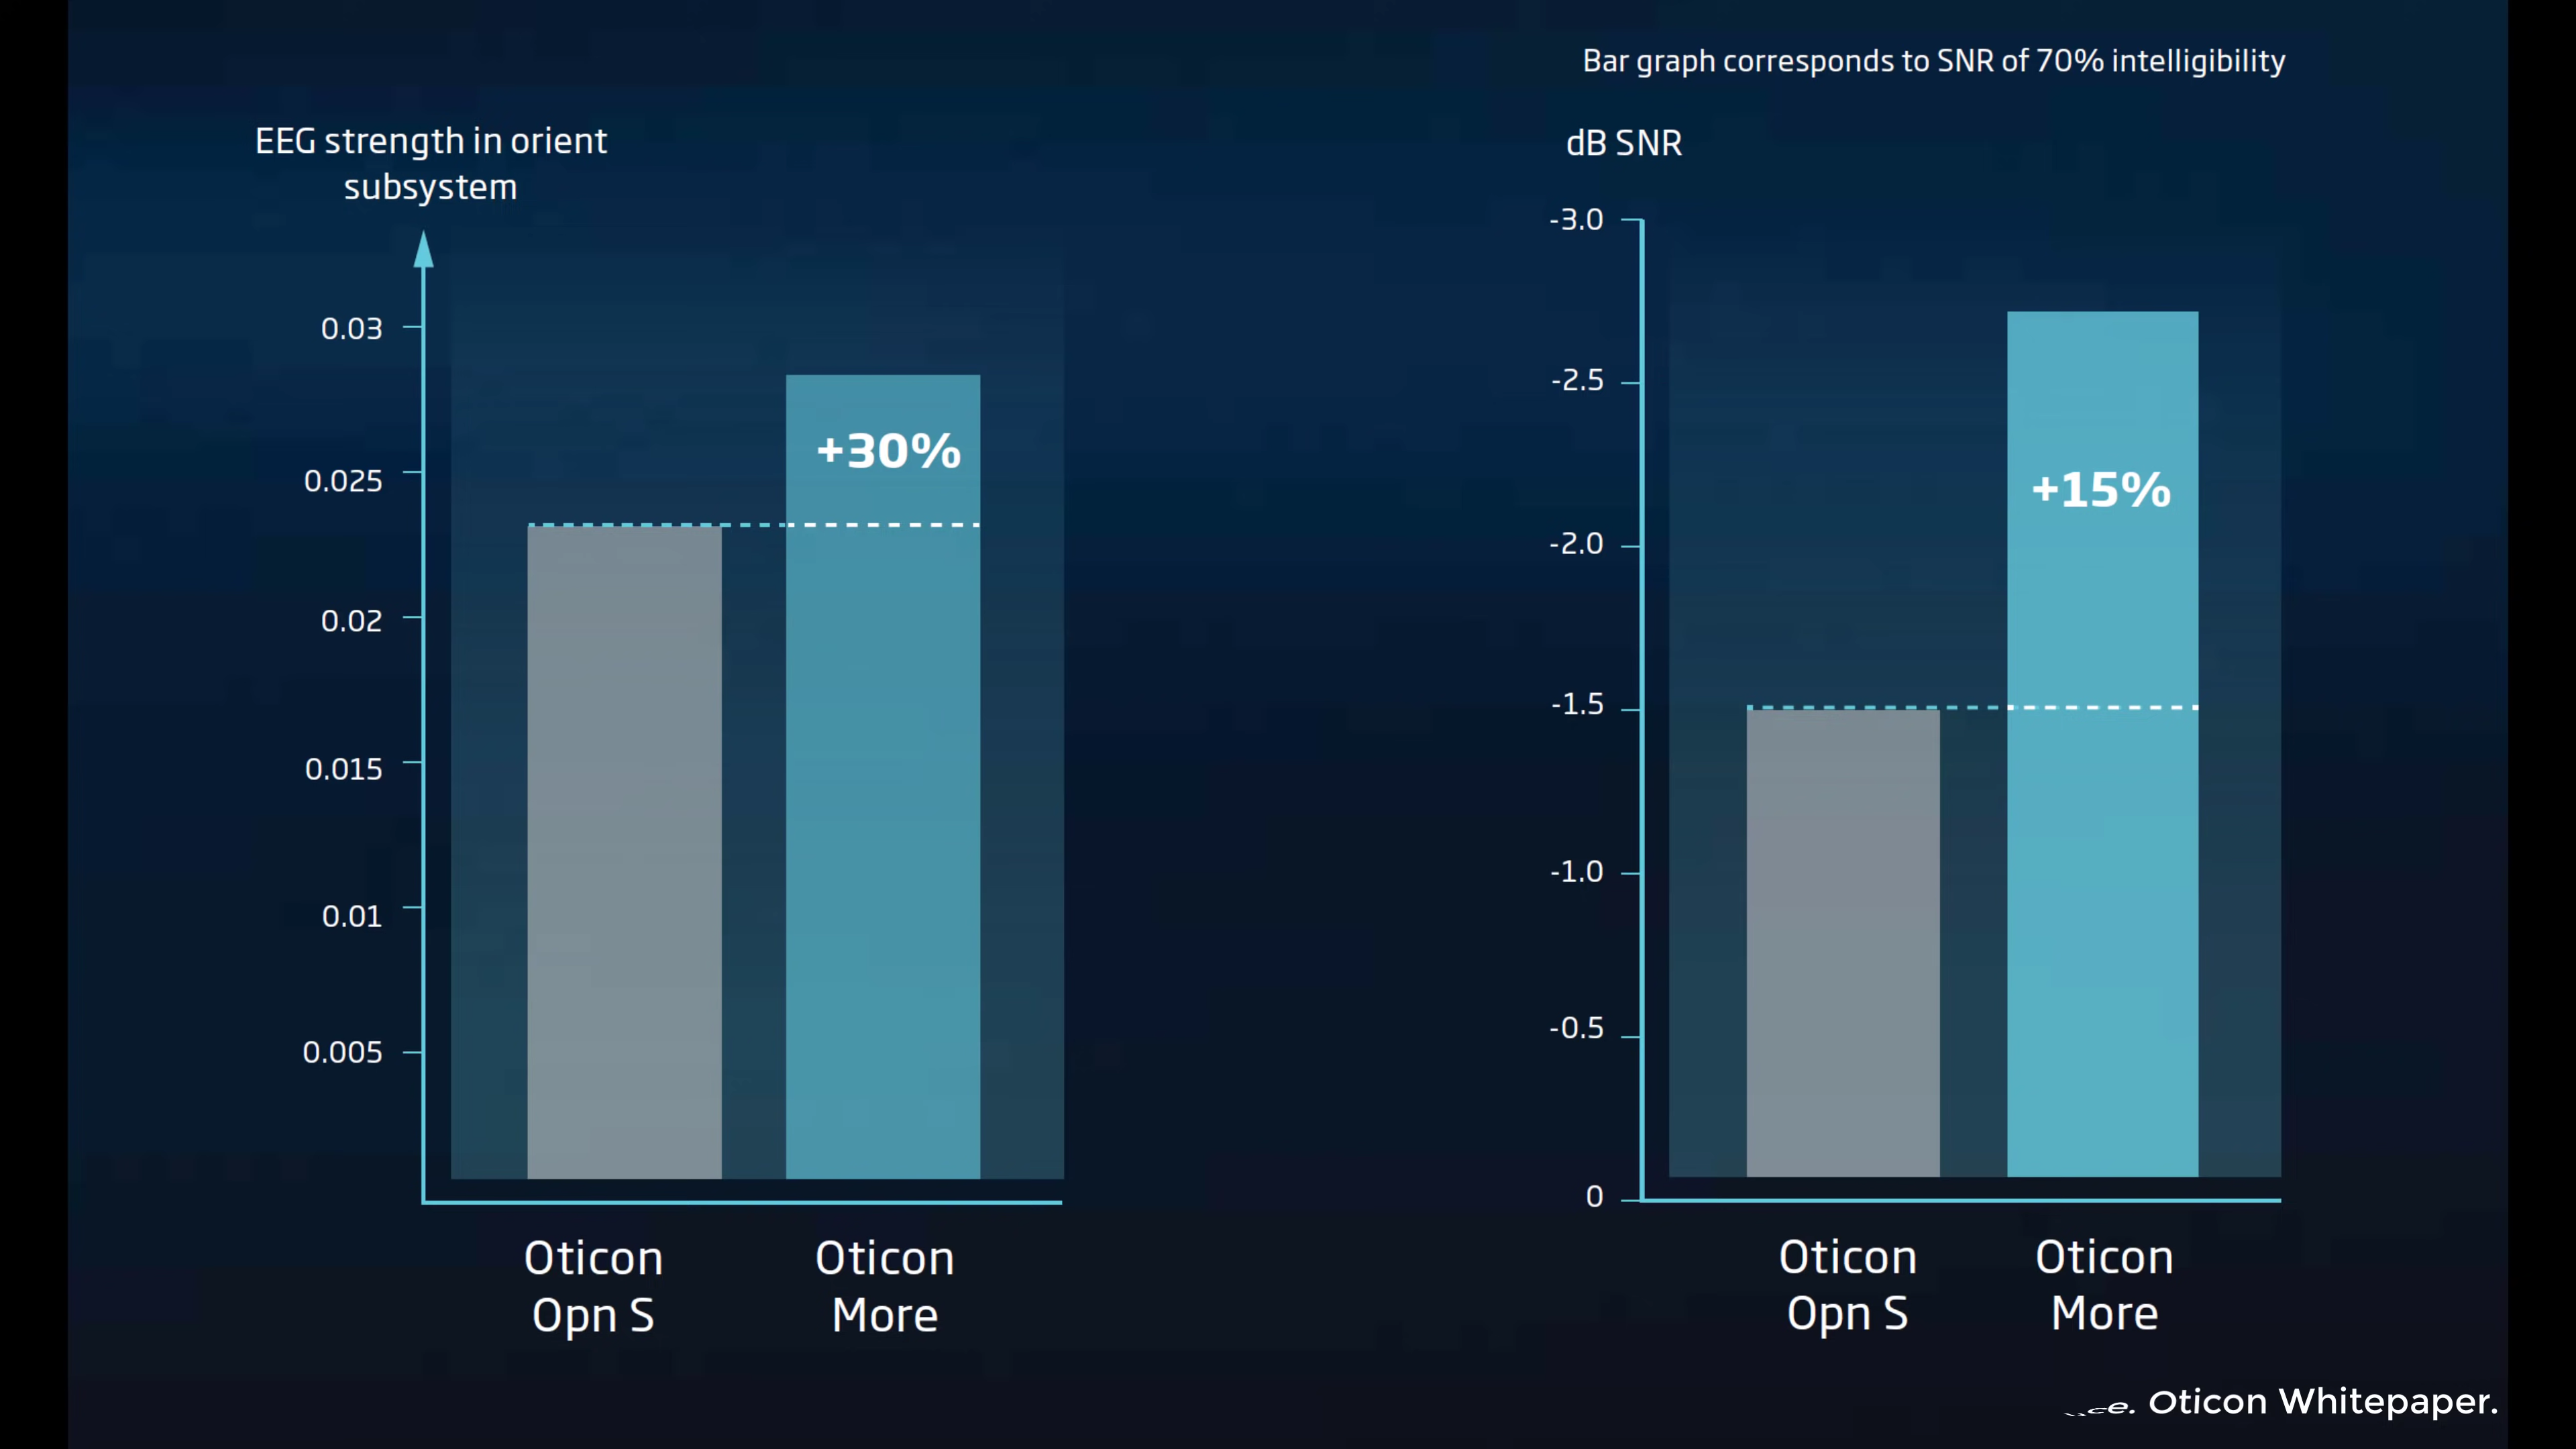 EEG strength in orient
subsystem
0.03
0.025
0.02
0.015
0.01
0.005
+30%
Oticon
Opn S
Oticon
More
Bar graph corresponds to SNR of 70% intelligibility
dB SNR
-3.0
-2.5
-2.0
-1.5
-1.0
-0.5
0
+15%
Oticon
Opn S
Oticon
More
Oticon Whitepaper.